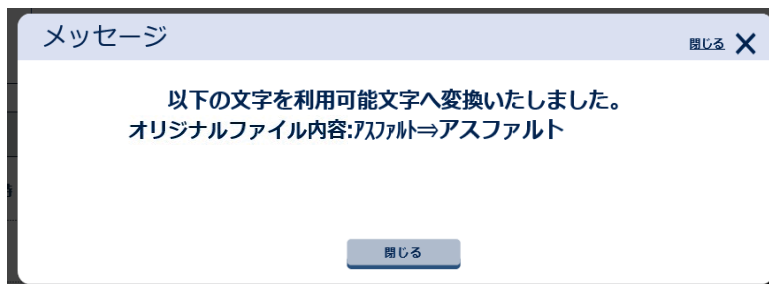 メッセージ
閉じる
以下の文字を利用可能文字へ変換いたしました。
オリジナルファイル内容:ｱｽﾌｧﾙﾄ⇒アスファルト
閉じる